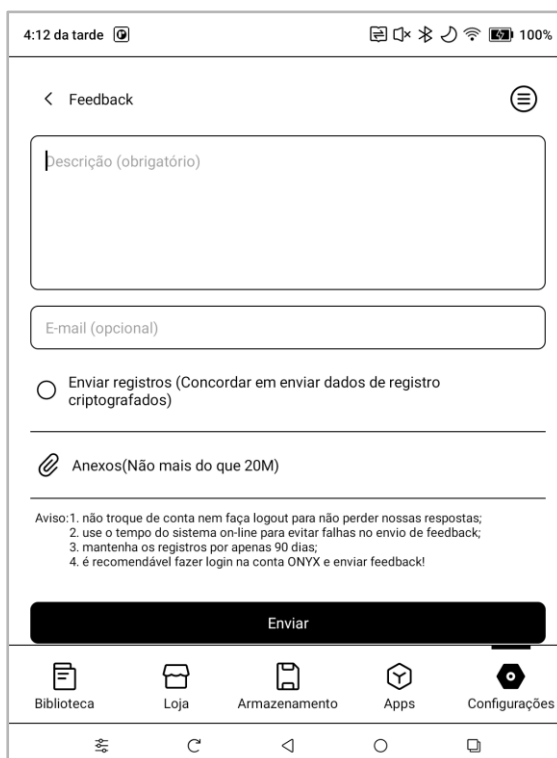 4:12 da tarde
100%
Feedback
Descrição (obrigatório)
E-mail (opcional)
Enviar registros (Concordar em enviar dados de registro
criptografados)
Anexos(Não mais do que 20M)
Aviso:1. não troque de conta nem faça logout para não perder nossas respostas;
2. use o tempo do sistema on-line para evitar falhas no envio de feedback;
3. mantenha os registros por apenas 90 dias;
4. é recomendável fazer login na conta ONYX e enviar feedback!
Enviar
Biblioteca
Loja
Armazenamento
Apps
Configurações